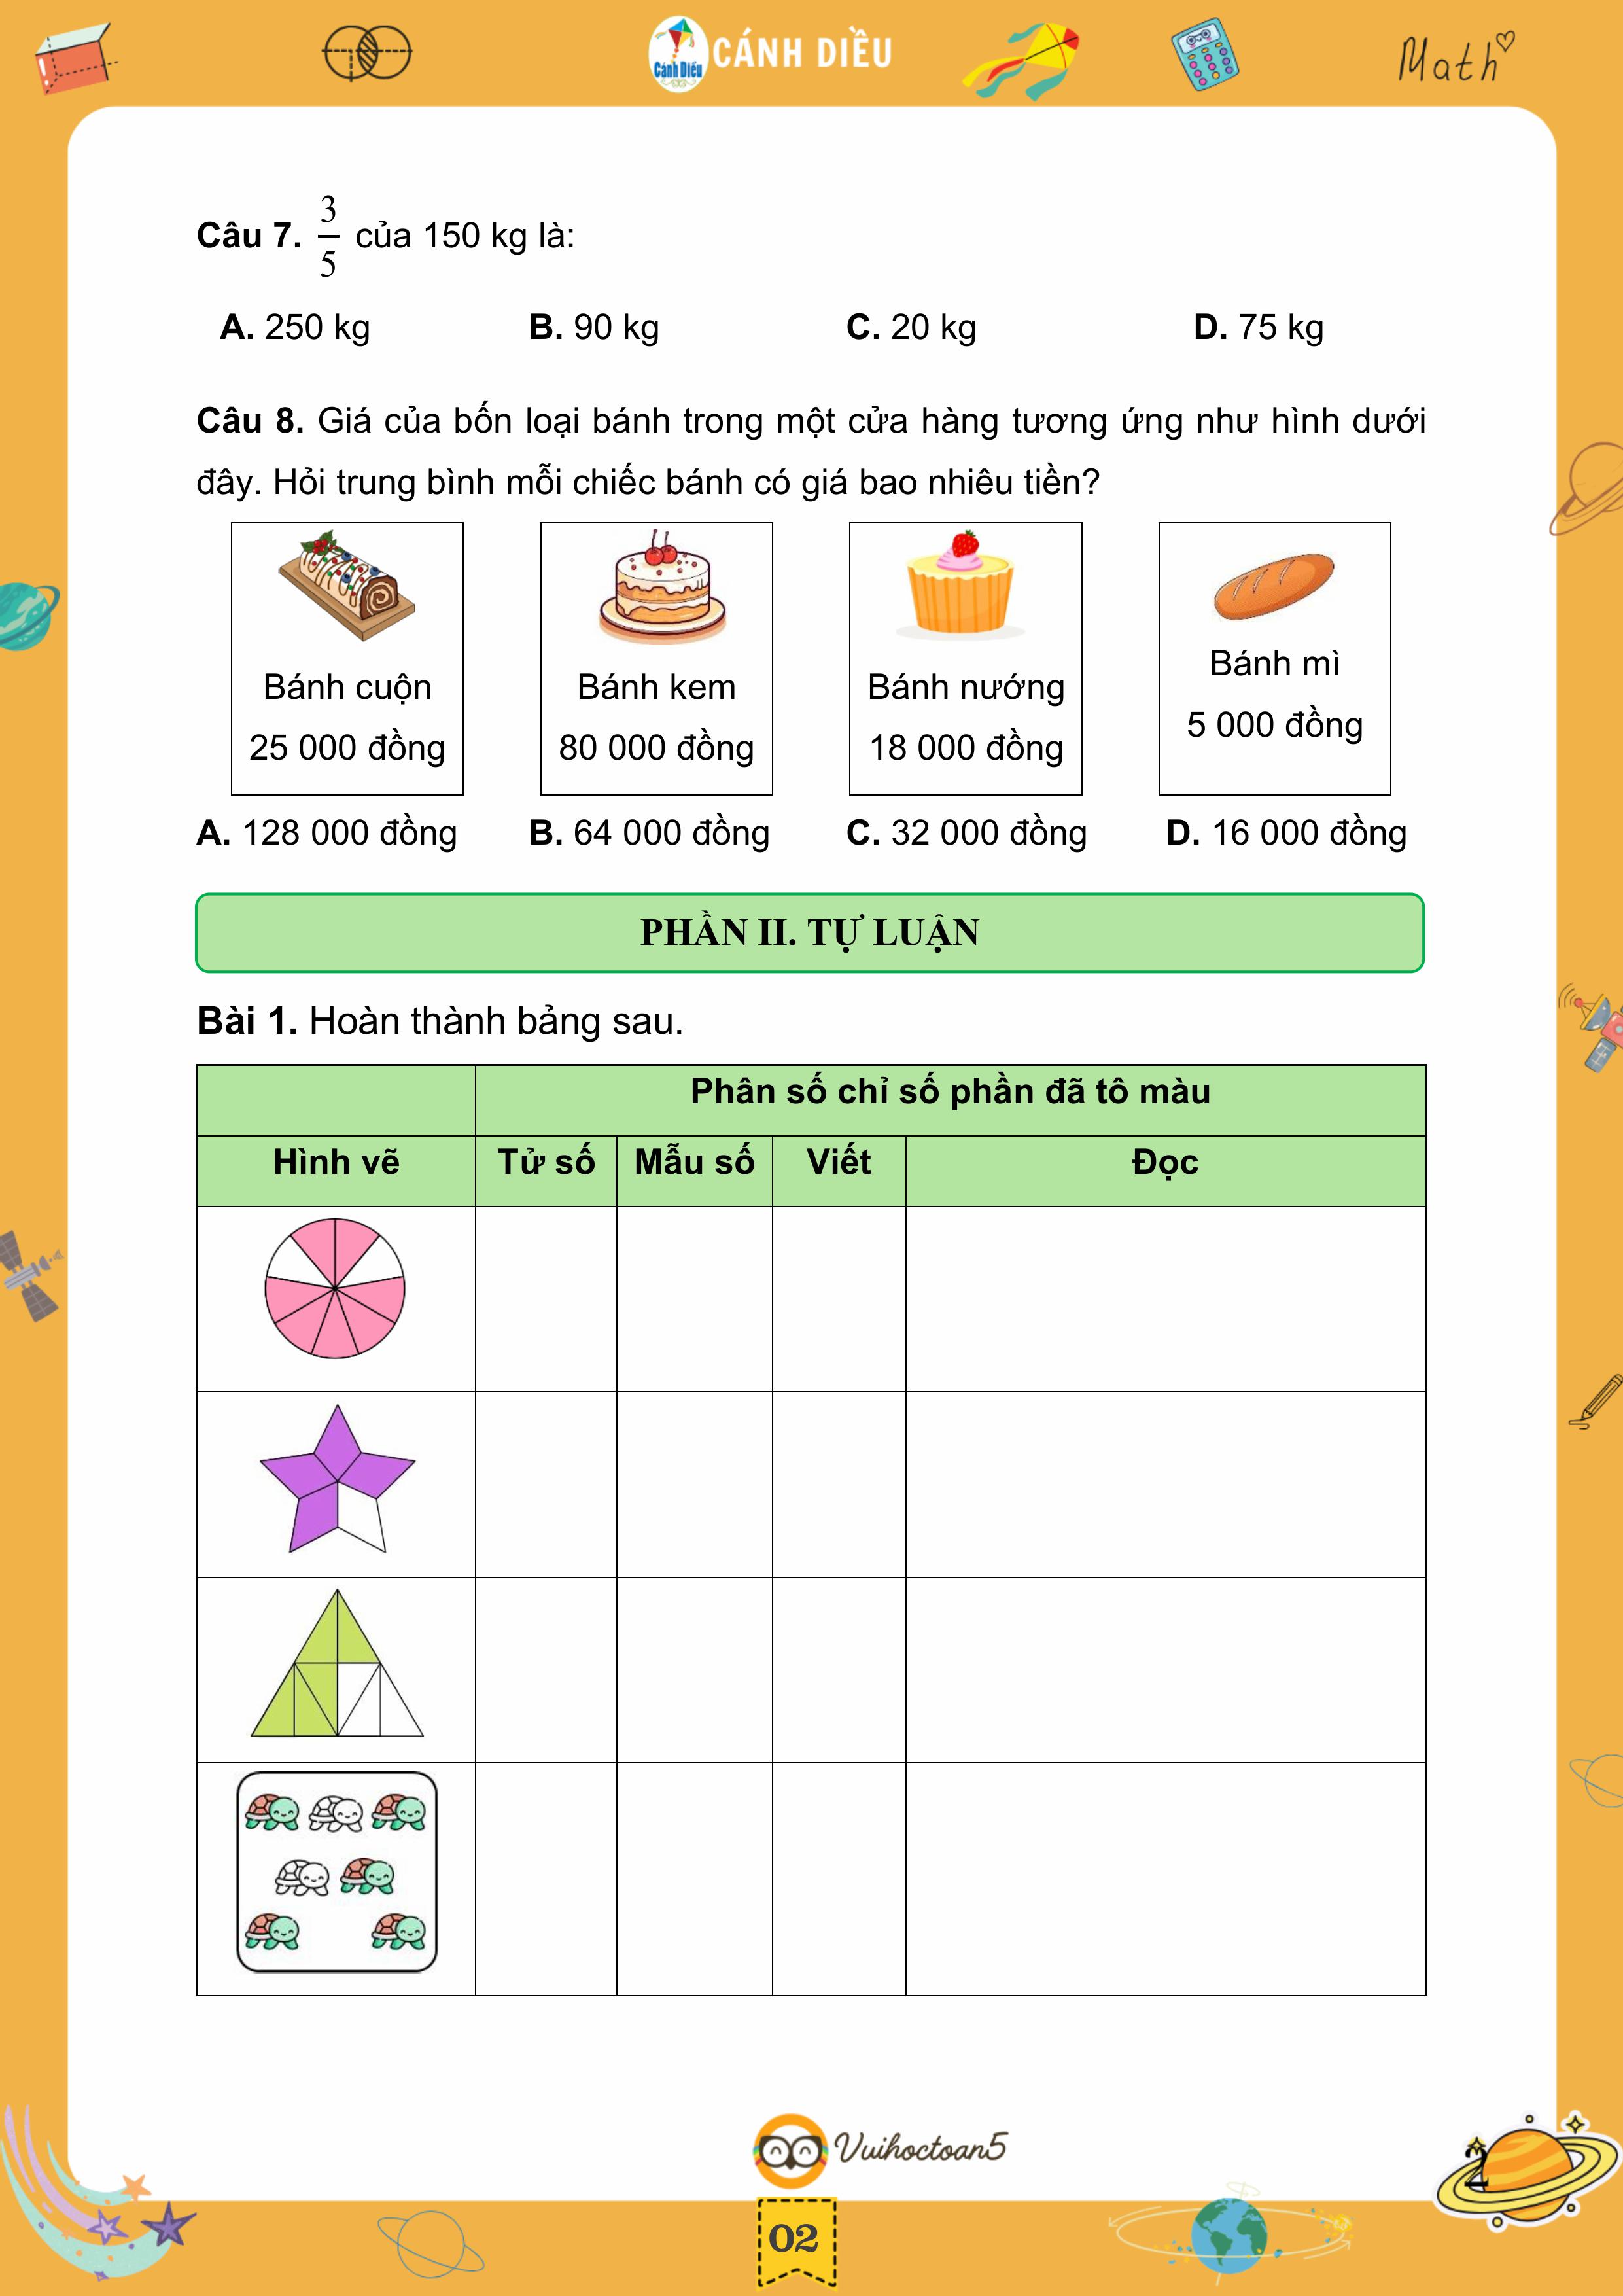 Cánh Diều CÁNH DIỀU
Math
Câu 7. 3/5 của 150 kg là:
A. 250 kg B. 90 kg C. 20 kg D. 75 kg
Câu 8. Giá của bốn loại bánh trong một cửa hàng tương ứng như hình dưới
đây. Hỏi trung bình mỗi chiếc bánh có giá bao nhiêu tiền?
Bánh cuộn Bánh kem Bánh nướng Bánh mì
25 000 đồng 80 000 đồng 18 000 đồng 5 000 đồng
A. 128 000 đồng B. 64 000 đồng C. 32 000 đồng D. 16 000 đồng
PHẦN II. TỰ LUẬN
Bài 1. Hoàn thành bảng sau.
Phân số chỉ số phần đã tô màu
Hình vẽ Tử số Mẫu số Viết Đọc
Vuihoctoan5
2
02